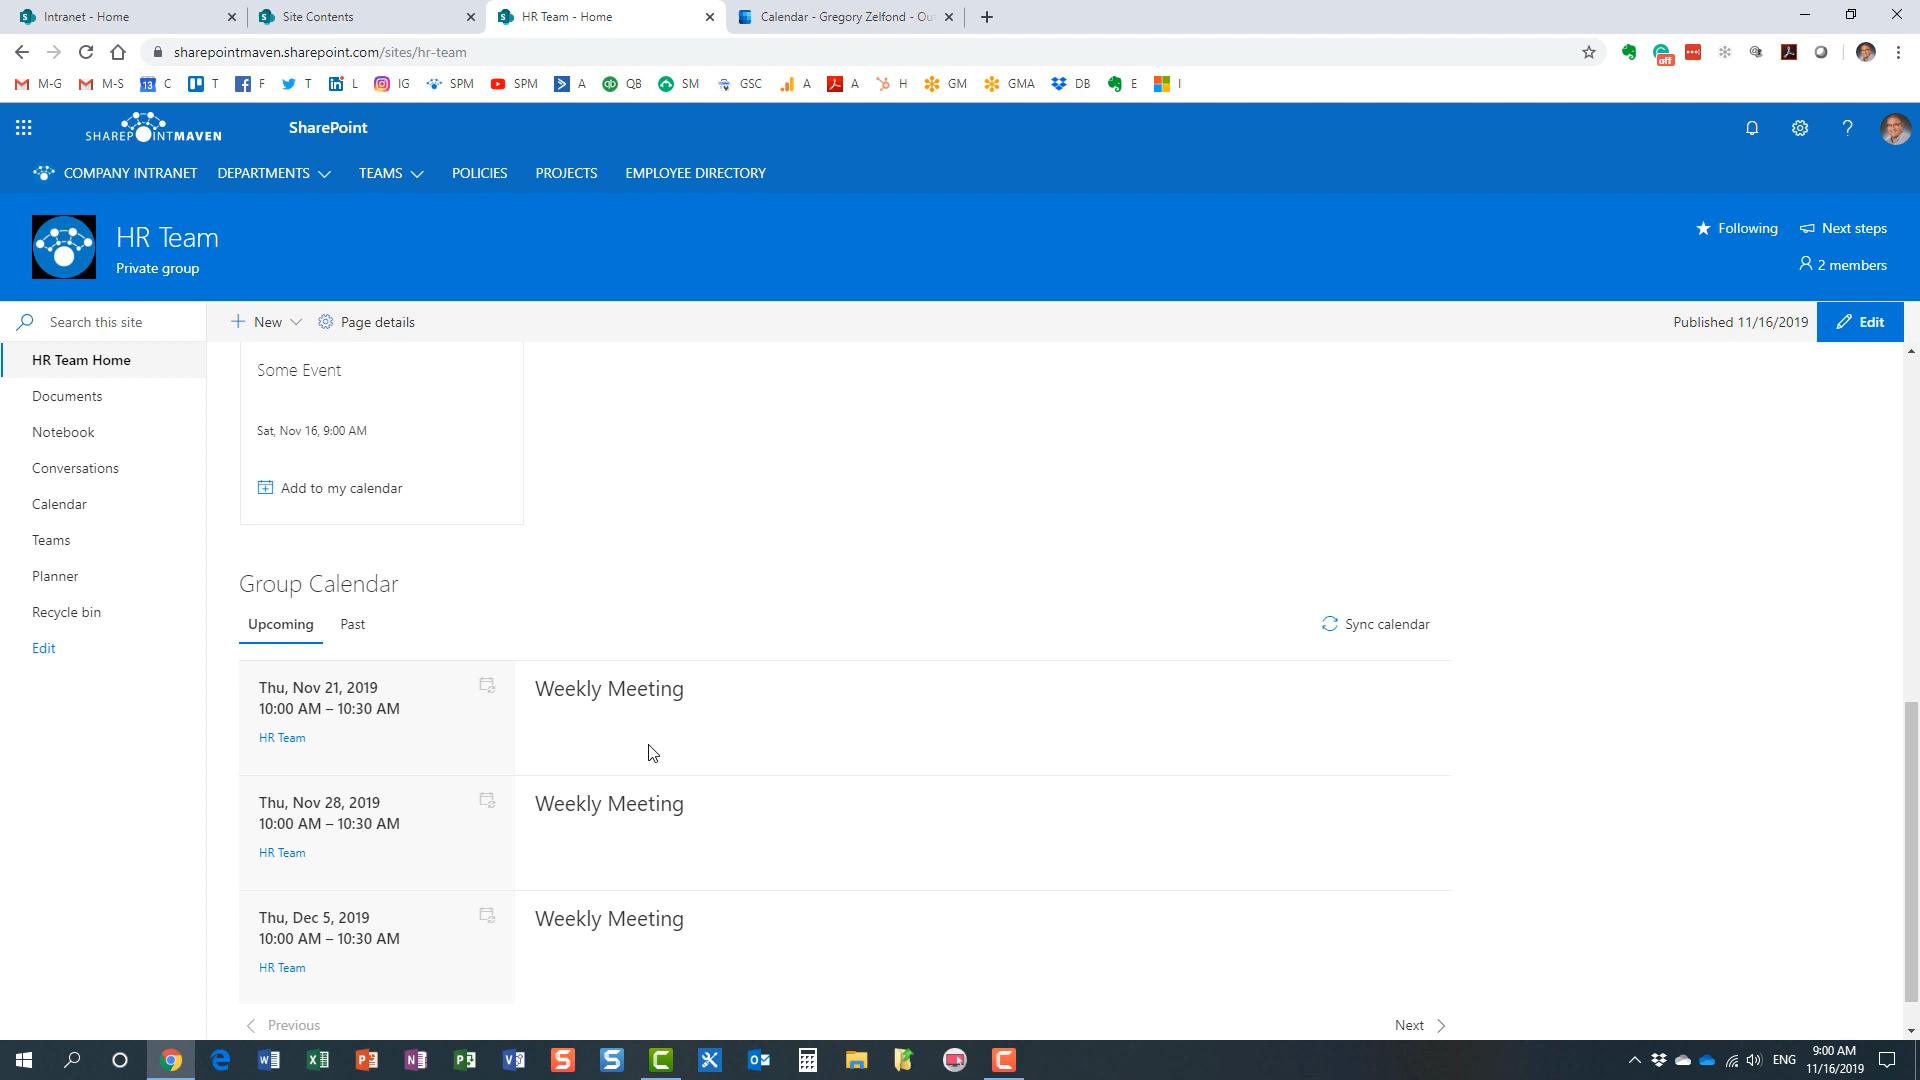 Intranet - Home
Site Contents
HR Team - Home
Calendar - Gregory Zelfond - Ou
sharepointmaven.sharepoint.com/sites/hr-team
off
M-G
M-S
13
C
T
F
T
L
IG
SPM
SPM
A
QB
SM
GSC
A
A
H
GM
GMA
DB
E
I
SHAREPOINTMAVEN
SharePoint
COMPANY INTRANET
DEPARTMENTS
TEAMS
POLICIES
PROJECTS
EMPLOYEE DIRECTORY
HR Team
Private group
Following
Next steps
2 members
Search this site
New
Page details
Published 11/16/2019
Edit
HR Team Home
Documents
Notebook
Conversations
Calendar
Teams
Planner
Recycle bin
Edit
Some Event
Sat, Nov 16, 9:00 AM
Add to my calendar
Group Calendar
Upcoming
Past
Sync calendar
Thu, Nov 21, 2019
10:00 AM – 10:30 AM
HR Team
Weekly Meeting
Thu, Nov 28, 2019
10:00 AM – 10:30 AM
HR Team
Weekly Meeting
Thu, Dec 5, 2019
10:00 AM – 10:30 AM
HR Team
Weekly Meeting
Previous
Next
ENG
9:00 AM
11/16/2019